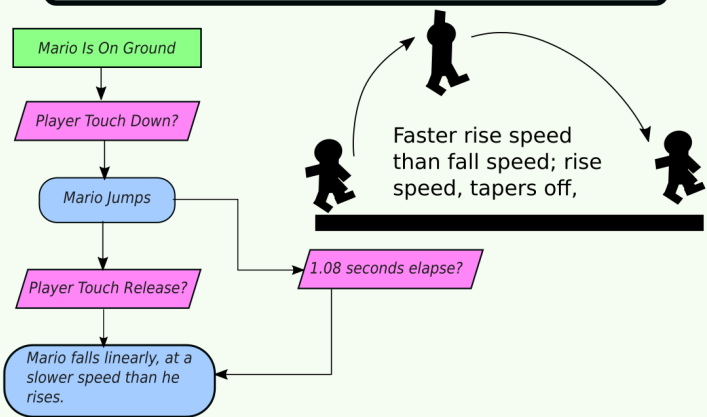 Mario Is On Ground
Player Touch Down?
Mario Jumps
Player Touch Release?
Mario falls linearly, at a
slower speed than he
rises.
1.08 seconds elapse?
Faster rise speed
than fall speed; rise
speed, tapers off,